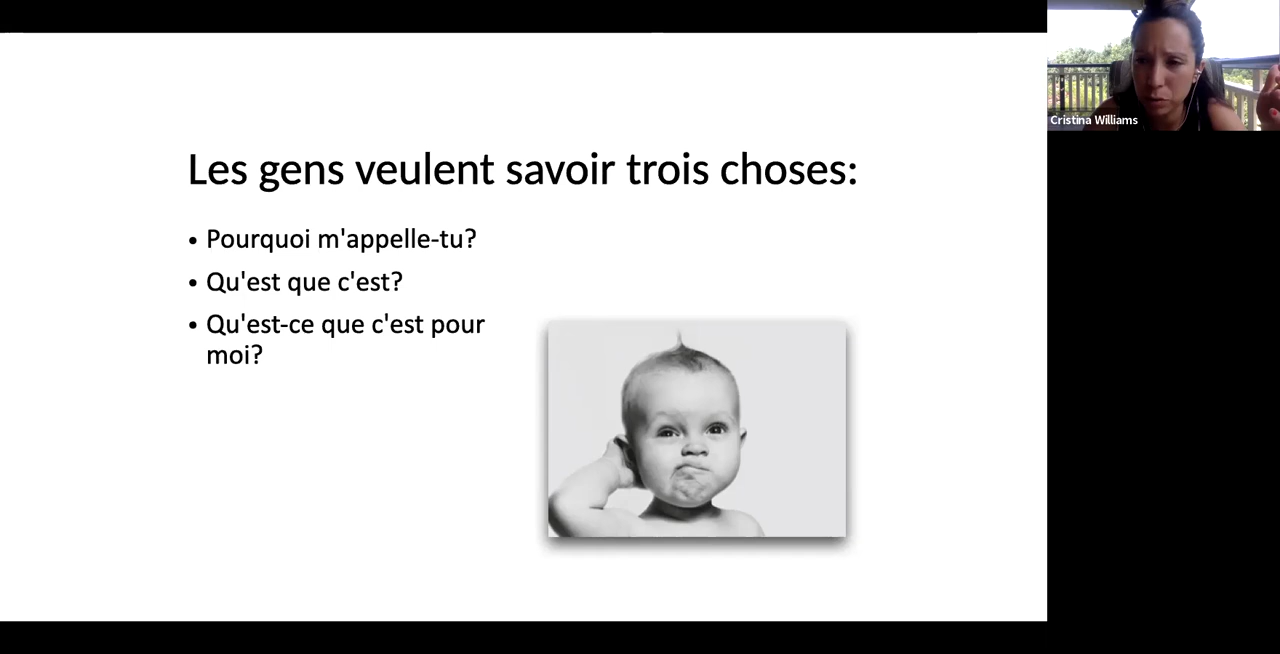 Les gens veulent savoir trois choses:
• Pourquoi m'appelle-tu?
• Qu'est que c'est?
• Qu'est-ce que c'est pour
moi?
Cristina Williams